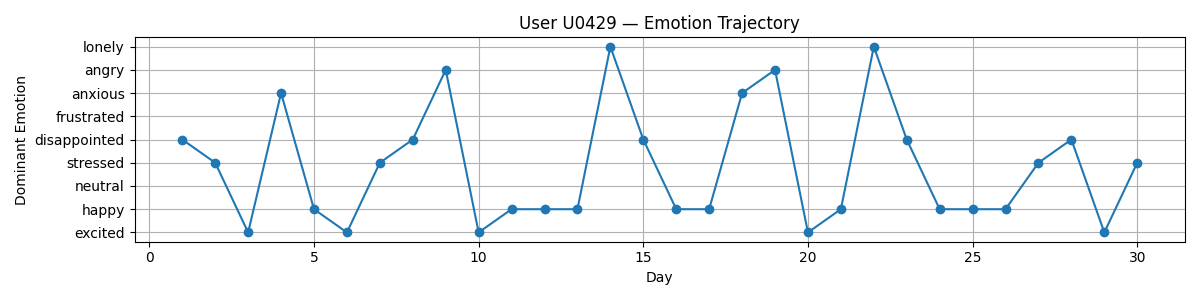 User U0429 — Emotion Trajectory
Dominant Emotion
lonely
angry
anxious
frustrated
disappointed
stressed
neutral
happy
excited
0 5 10 15 20 25 30
Day